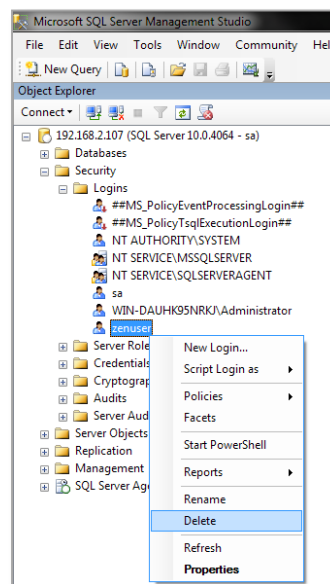 Microsoft SQL Server Management Studio
File Edit View Tools Window Community Hel
New Query
Object Explorer
Connect
192.168.2.107 (SQL Server 10.0.4064 - sa)
Databases
Security
Logins
##MS_PolicyEventProcessingLogin##
##MS_PolicyTsqlExecutionLogin##
NT AUTHORITY\SYSTEM
NT SERVICE\MSSQLSERVER
NT SERVICE\SQLSERVERAGENT
sa
WIN-DAUHK95NRKJ\Administrator
zenuser
Server Role
Credentials
Cryptograp
Audits
Server Aud
Server Objects
Replication
Management
SQL Server Age
New Login...
Script Login as
Policies
Facets
Start PowerShell
Reports
Rename
Delete
Refresh
Properties